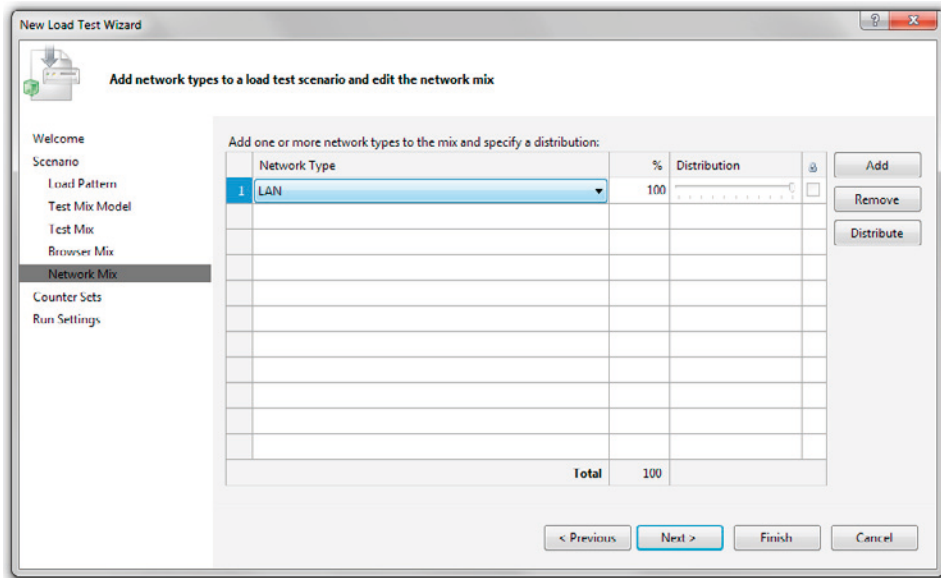 New Load Test Wizard
Add network types to a load test scenario and edit the network mix
Welcome
Scenario
Load Pattern
Test Mix Model
Test Mix
Browser Mix
Network Mix
Counter Sets
Run Settings
Add one or more network types to the mix and specify a distribution:
Network Type % Distribution
1 LAN 100
Total 100
Add
Remove
Distribute
< Previous Next > Finish Cancel